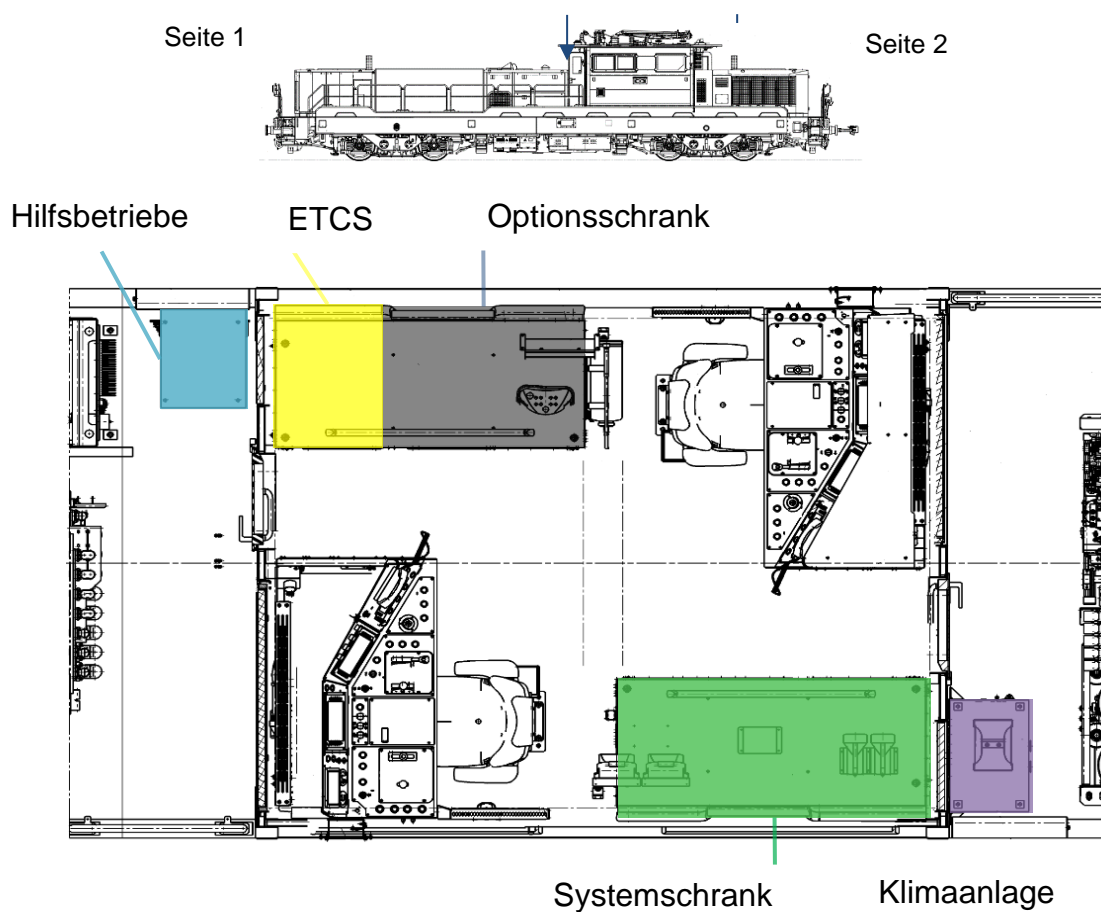 Seite 1
Seite 2
Hilfsbetriebe
ETCS
Optionsschrank
Systemschrank
Klimaanlage